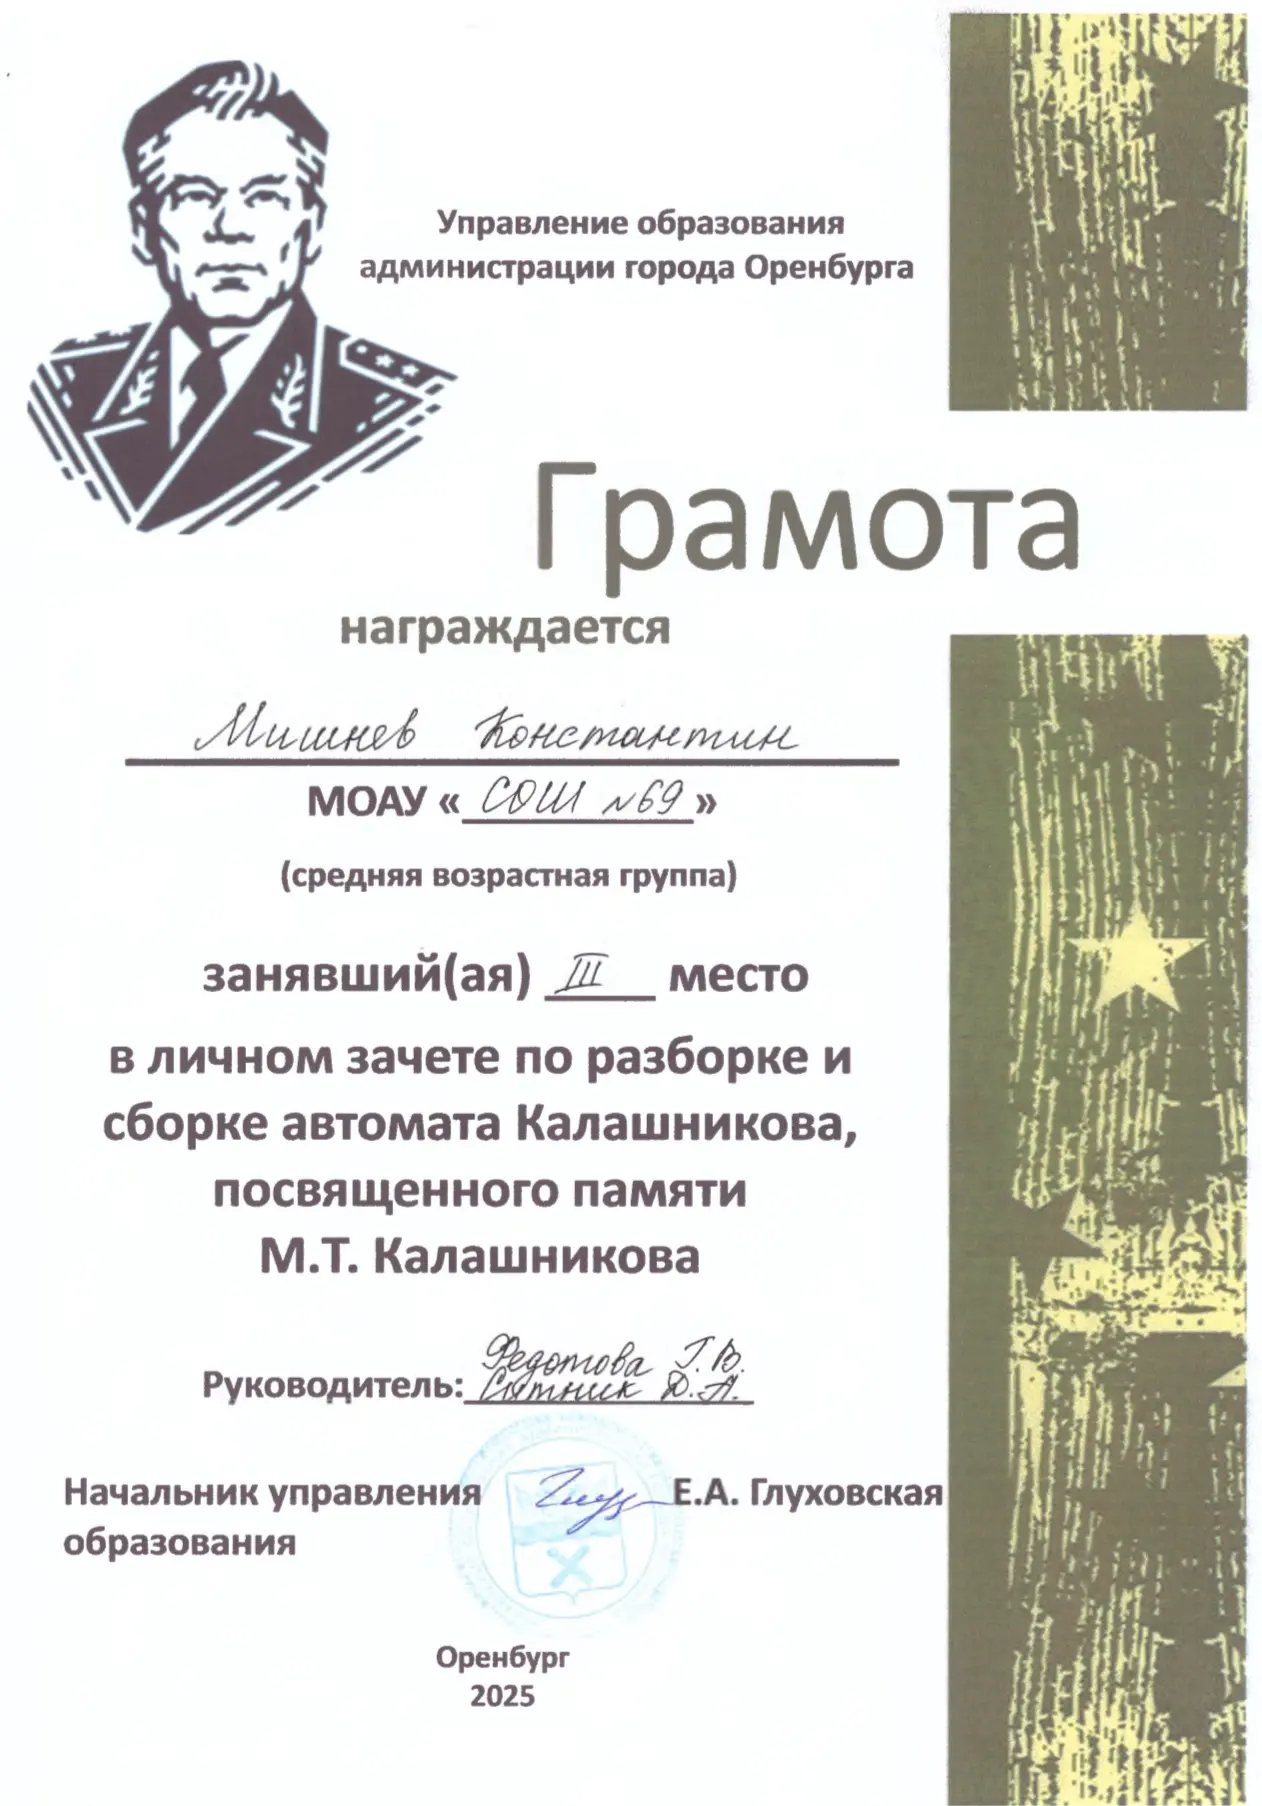 Управление образования
администрации города Оренбурга
Грамота
награждается
Мишнев Константин
МОАУ « СОШ №69 »
(средняя возрастная группа)
занявший(ая) III место
в личном зачете по разборке и
сборке автомата Калашникова,
посвященного памяти
М.Т. Калашникова
Федотова Г.В.
Руководитель: Ситник Д.А.
Начальник управления Е.А. Глуховская
образования
Оренбург
2025